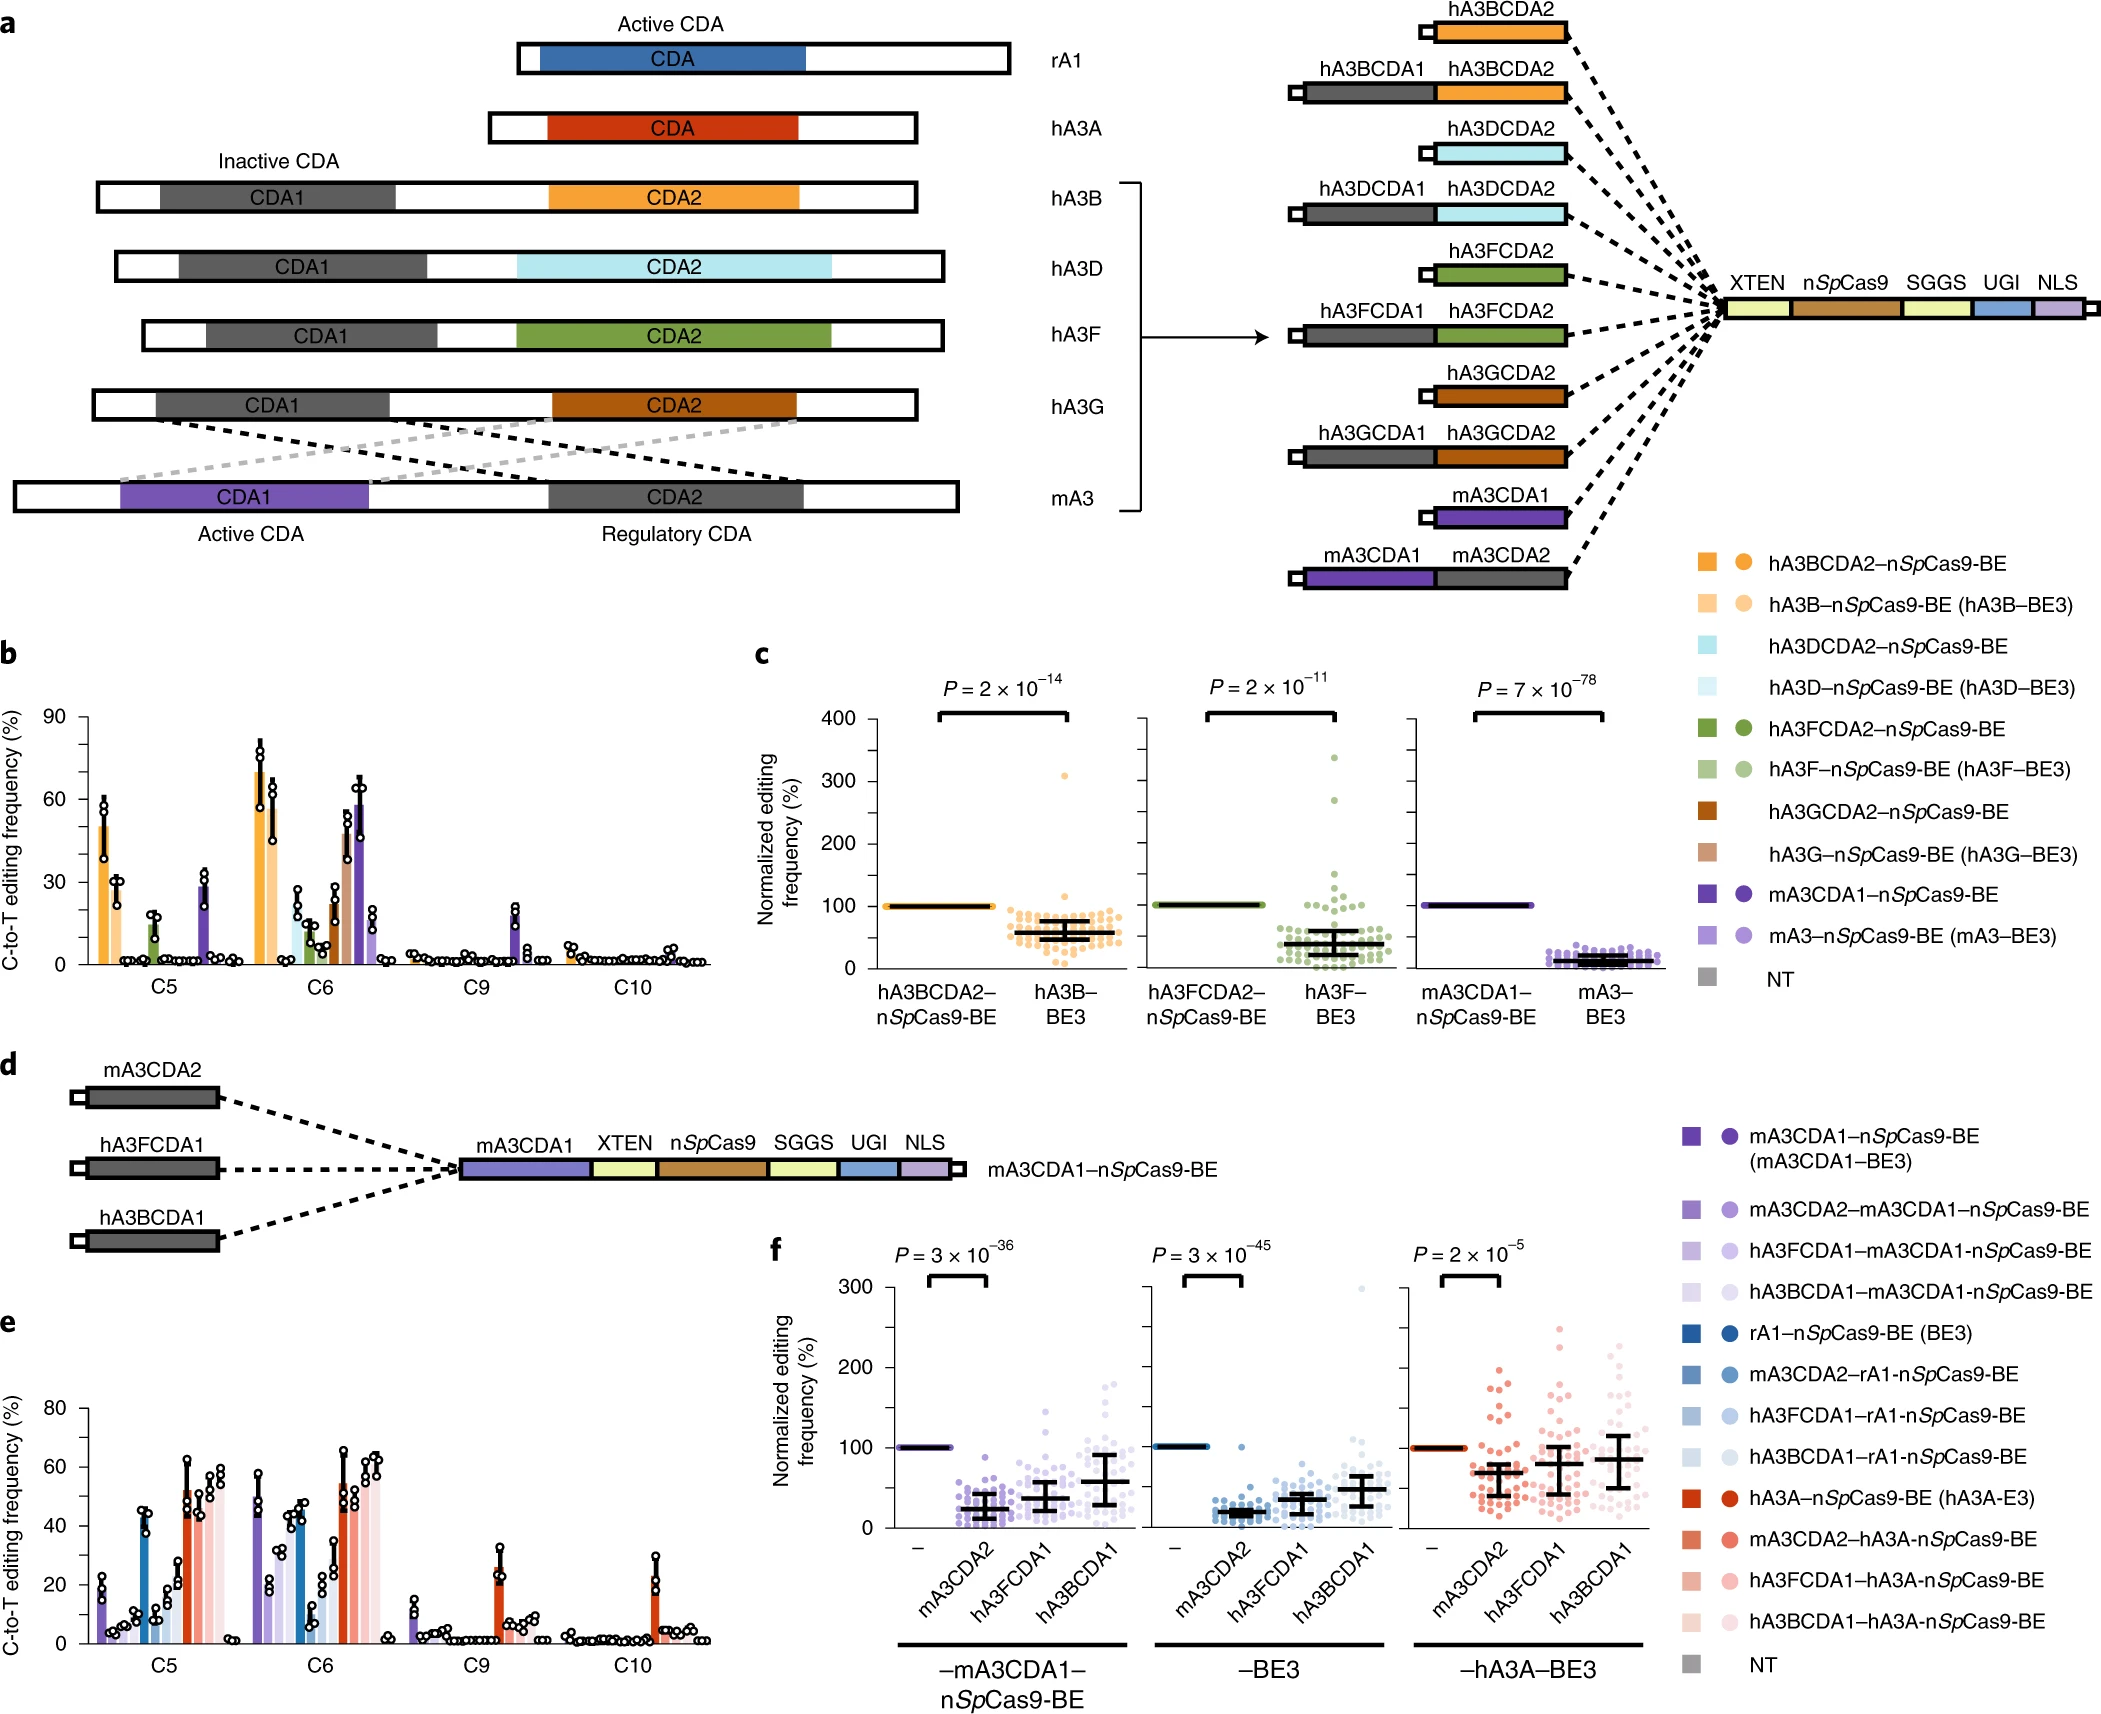 a
Active CDA
CDA
rA1
CDA
hA3A
Inactive CDA
CDA1
CDA2
hA3B
CDA1
CDA2
hA3D
CDA1
CDA2
hA3F
CDA1
CDA2
hA3G
CDA1
CDA2
mA3
Active CDA
Regulatory CDA
hA3BCDA2
hA3BCDA1 hA3BCDA2
hA3DCDA2
hA3DCDA1 hA3DCDA2
hA3FCDA2
hA3FCDA1 hA3FCDA2
hA3GCDA2
hA3GCDA1 hA3GCDA2
mA3CDA1
mA3CDA1 mA3CDA2
XTEN nSpCas9 SGGS UGI NLS
hA3BCDA2–nSpCas9-BE
hA3B–nSpCas9-BE (hA3B–BE3)
hA3DCDA2–nSpCas9-BE
hA3D–nSpCas9-BE (hA3D–BE3)
hA3FCDA2–nSpCas9-BE
hA3F–nSpCas9-BE (hA3F–BE3)
hA3GCDA2–nSpCas9-BE
hA3G–nSpCas9-BE (hA3G–BE3)
mA3CDA1–nSpCas9-BE
mA3–nSpCas9-BE (mA3–BE3)
NT
b
C-to-T editing frequency (%)
90
60
30
0
C5 C6 C9 C10
c
Normalized editing
frequency (%)
400
300
200
100
0
P = 2 × 10–14
P = 2 × 10–11
P = 7 × 10–78
hA3BCDA2–
nSpCas9-BE
hA3B–
BE3
hA3FCDA2–
nSpCas9-BE
hA3F–
BE3
mA3CDA1–
nSpCas9-BE
mA3–
BE3
d
mA3CDA2
hA3FCDA1
hA3BCDA1
mA3CDA1 XTEN nSpCas9 SGGS UGI NLS
mA3CDA1–nSpCas9-BE
e
C-to-T editing frequency (%)
80
60
40
20
0
C5 C6 C9 C10
f
Normalized editing
frequency (%)
300
200
100
0
P = 3 × 10–36
P = 3 × 10–45
P = 2 × 10–5
–
mA3CDA2
hA3FCDA1
hA3BCDA1
–
mA3CDA2
hA3FCDA1
hA3BCDA1
–
mA3CDA2
hA3FCDA1
hA3BCDA1
–mA3CDA1–
nSpCas9-BE
–BE3
–hA3A–BE3
mA3CDA1–nSpCas9-BE
(mA3CDA1–BE3)
mA3CDA2–mA3CDA1–nSpCas9-BE
hA3FCDA1–mA3CDA1-nSpCas9-BE
hA3BCDA1–mA3CDA1-nSpCas9-BE
rA1–nSpCas9-BE (BE3)
mA3CDA2–rA1-nSpCas9-BE
hA3FCDA1–rA1-nSpCas9-BE
hA3BCDA1–rA1-nSpCas9-BE
hA3A–nSpCas9-BE (hA3A-E3)
mA3CDA2–hA3A-nSpCas9-BE
hA3FCDA1–hA3A-nSpCas9-BE
hA3BCDA1–hA3A-nSpCas9-BE
NT